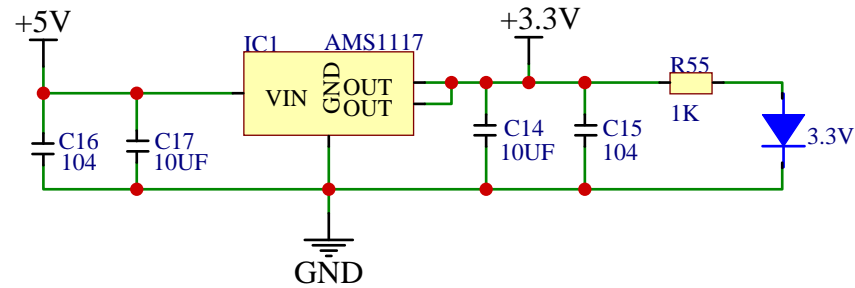 +5V
+3.3V
IC1
AMS1117
R55
VIN
GND
OUT
OUT
1K
C16
104
C17
10UF
C14
10UF
C15
104
3.3V
GND